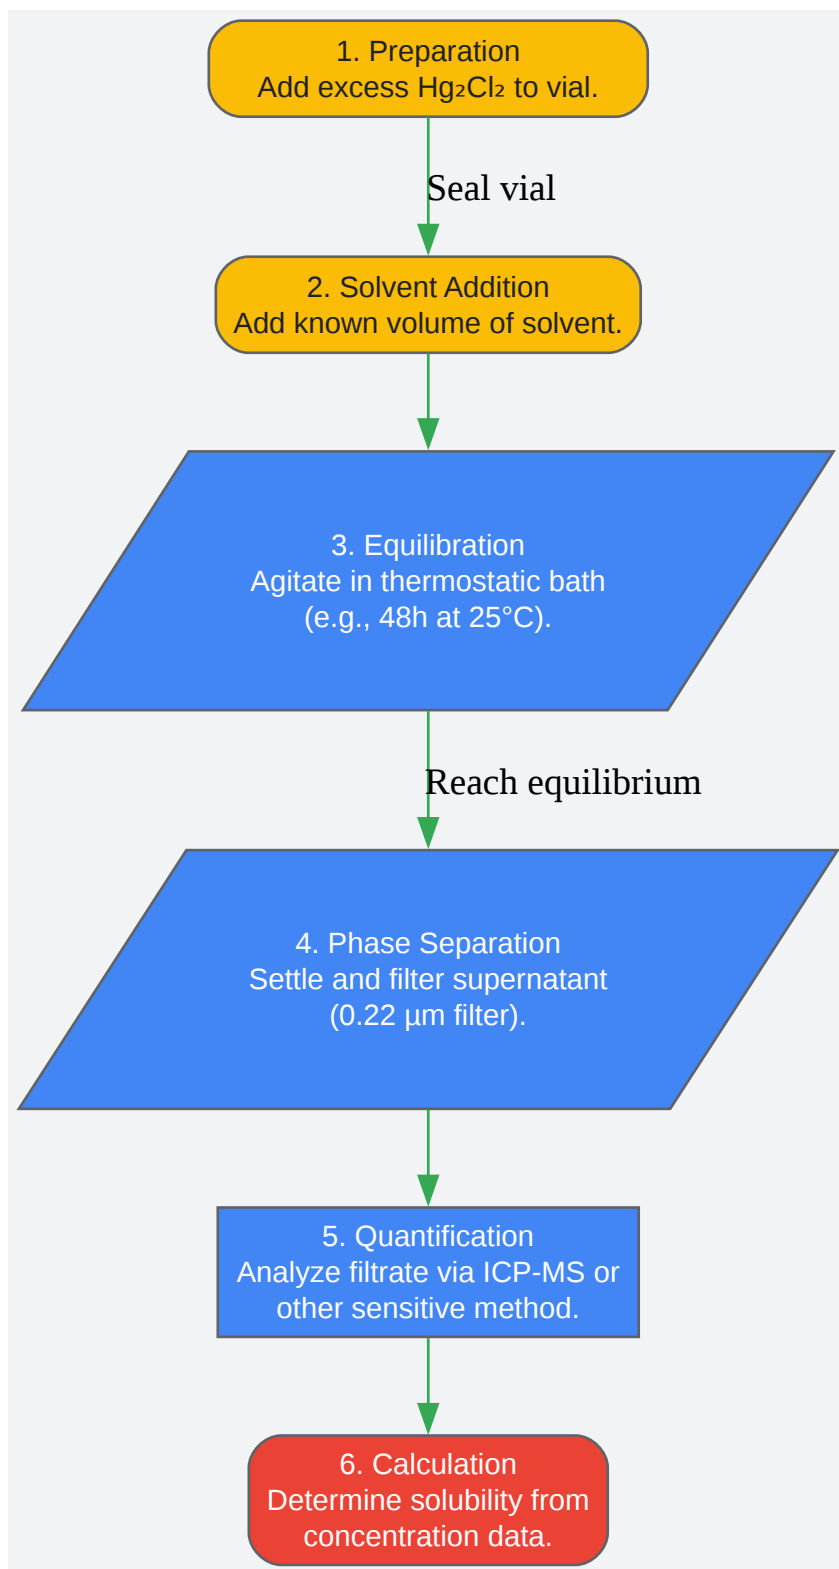 1. Preparation
Add excess Hg₂Cl₂ to vial.
Seal vial
2. Solvent Addition
Add known volume of solvent.
3. Equilibration
Agitate in thermostatic bath
(e.g., 48h at 25°C).
Reach equilibrium
4. Phase Separation
Settle and filter supernatant
(0.22 µm filter).
5. Quantification
Analyze filtrate via ICP-MS or
other sensitive method.
6. Calculation
Determine solubility from
concentration data.